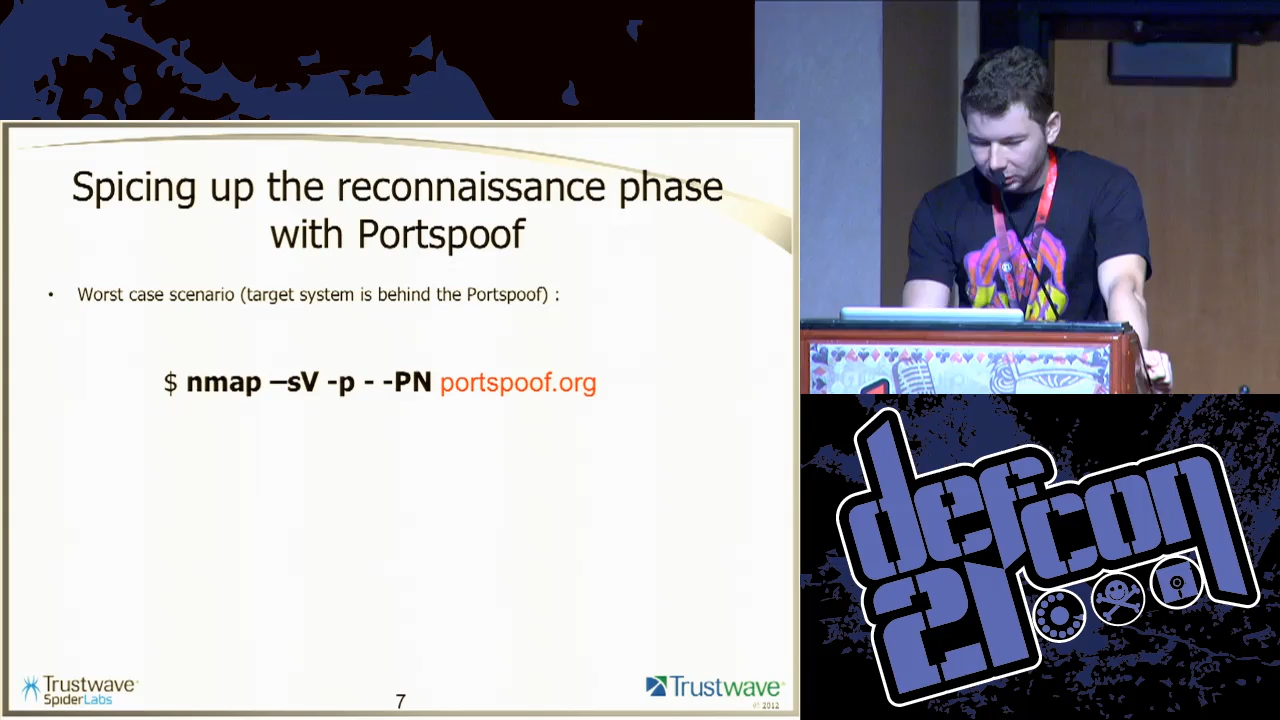 Spicing up the reconnaissance phase
with Portspoof
• Worst case scenario (target system is behind the Portspoof) :
$ nmap –sV -p - -PN portspoof.org
Trustwave®
SpiderLabs
7
Trustwave®
© 2012
defcon
21